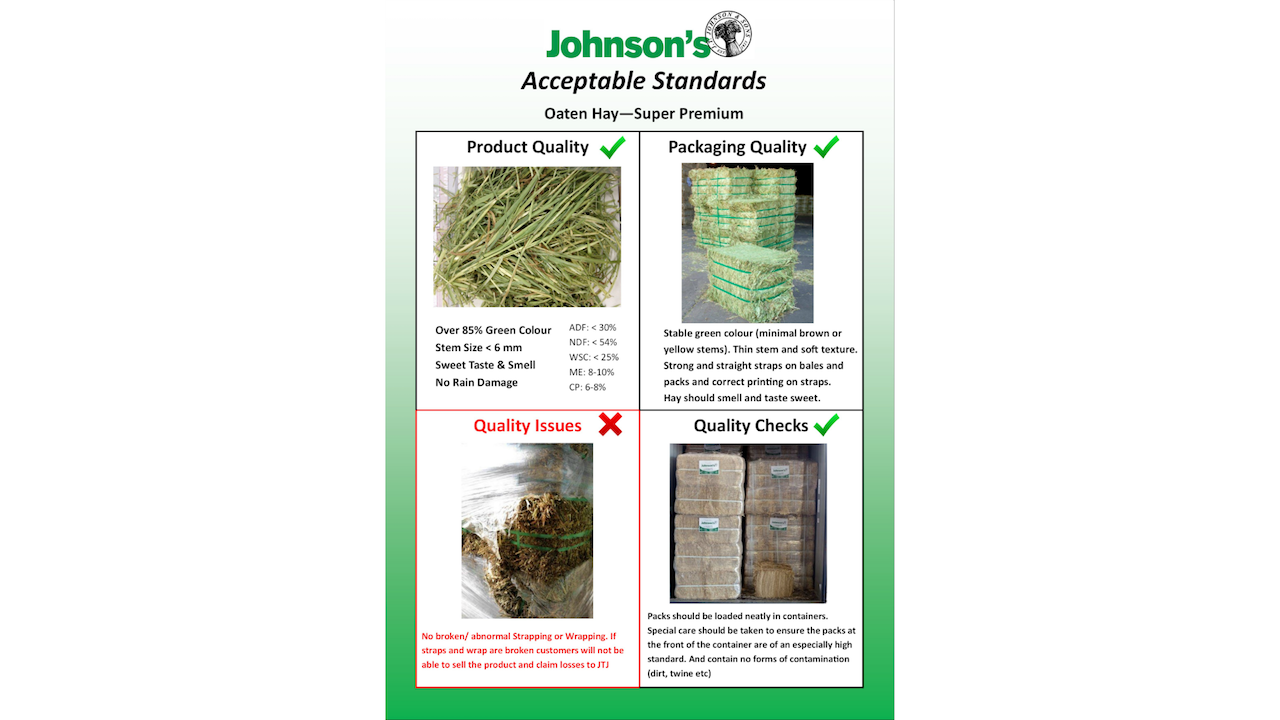 Johnson's
Acceptable Standards
Oaten Hay—Super Premium
Product Quality
Over 85% Green Colour
Stem Size < 6 mm
Sweet Taste & Smell
No Rain Damage
ADF: < 30%
NDF: < 54%
WSC: < 25%
ME: 8-10%
CP: 6-8%
Packaging Quality
Stable green colour (minimal brown or
yellow stems). Thin stem and soft texture.
Strong and straight straps on bales and
packs and correct printing on straps.
Hay should smell and taste sweet.
Quality Issues
No broken/ abnormal Strapping or Wrapping. If
straps and wrap are broken customers will not be
able to sell the product and claim losses to JTJ
Quality Checks
Johnson's
Johnson's
Johnson's
Johnson's
Packs should be loaded neatly in containers.
Special care should be taken to ensure the packs at
the front of the container are of an especially high
standard. And contain no forms of contamination
(dirt, twine etc)